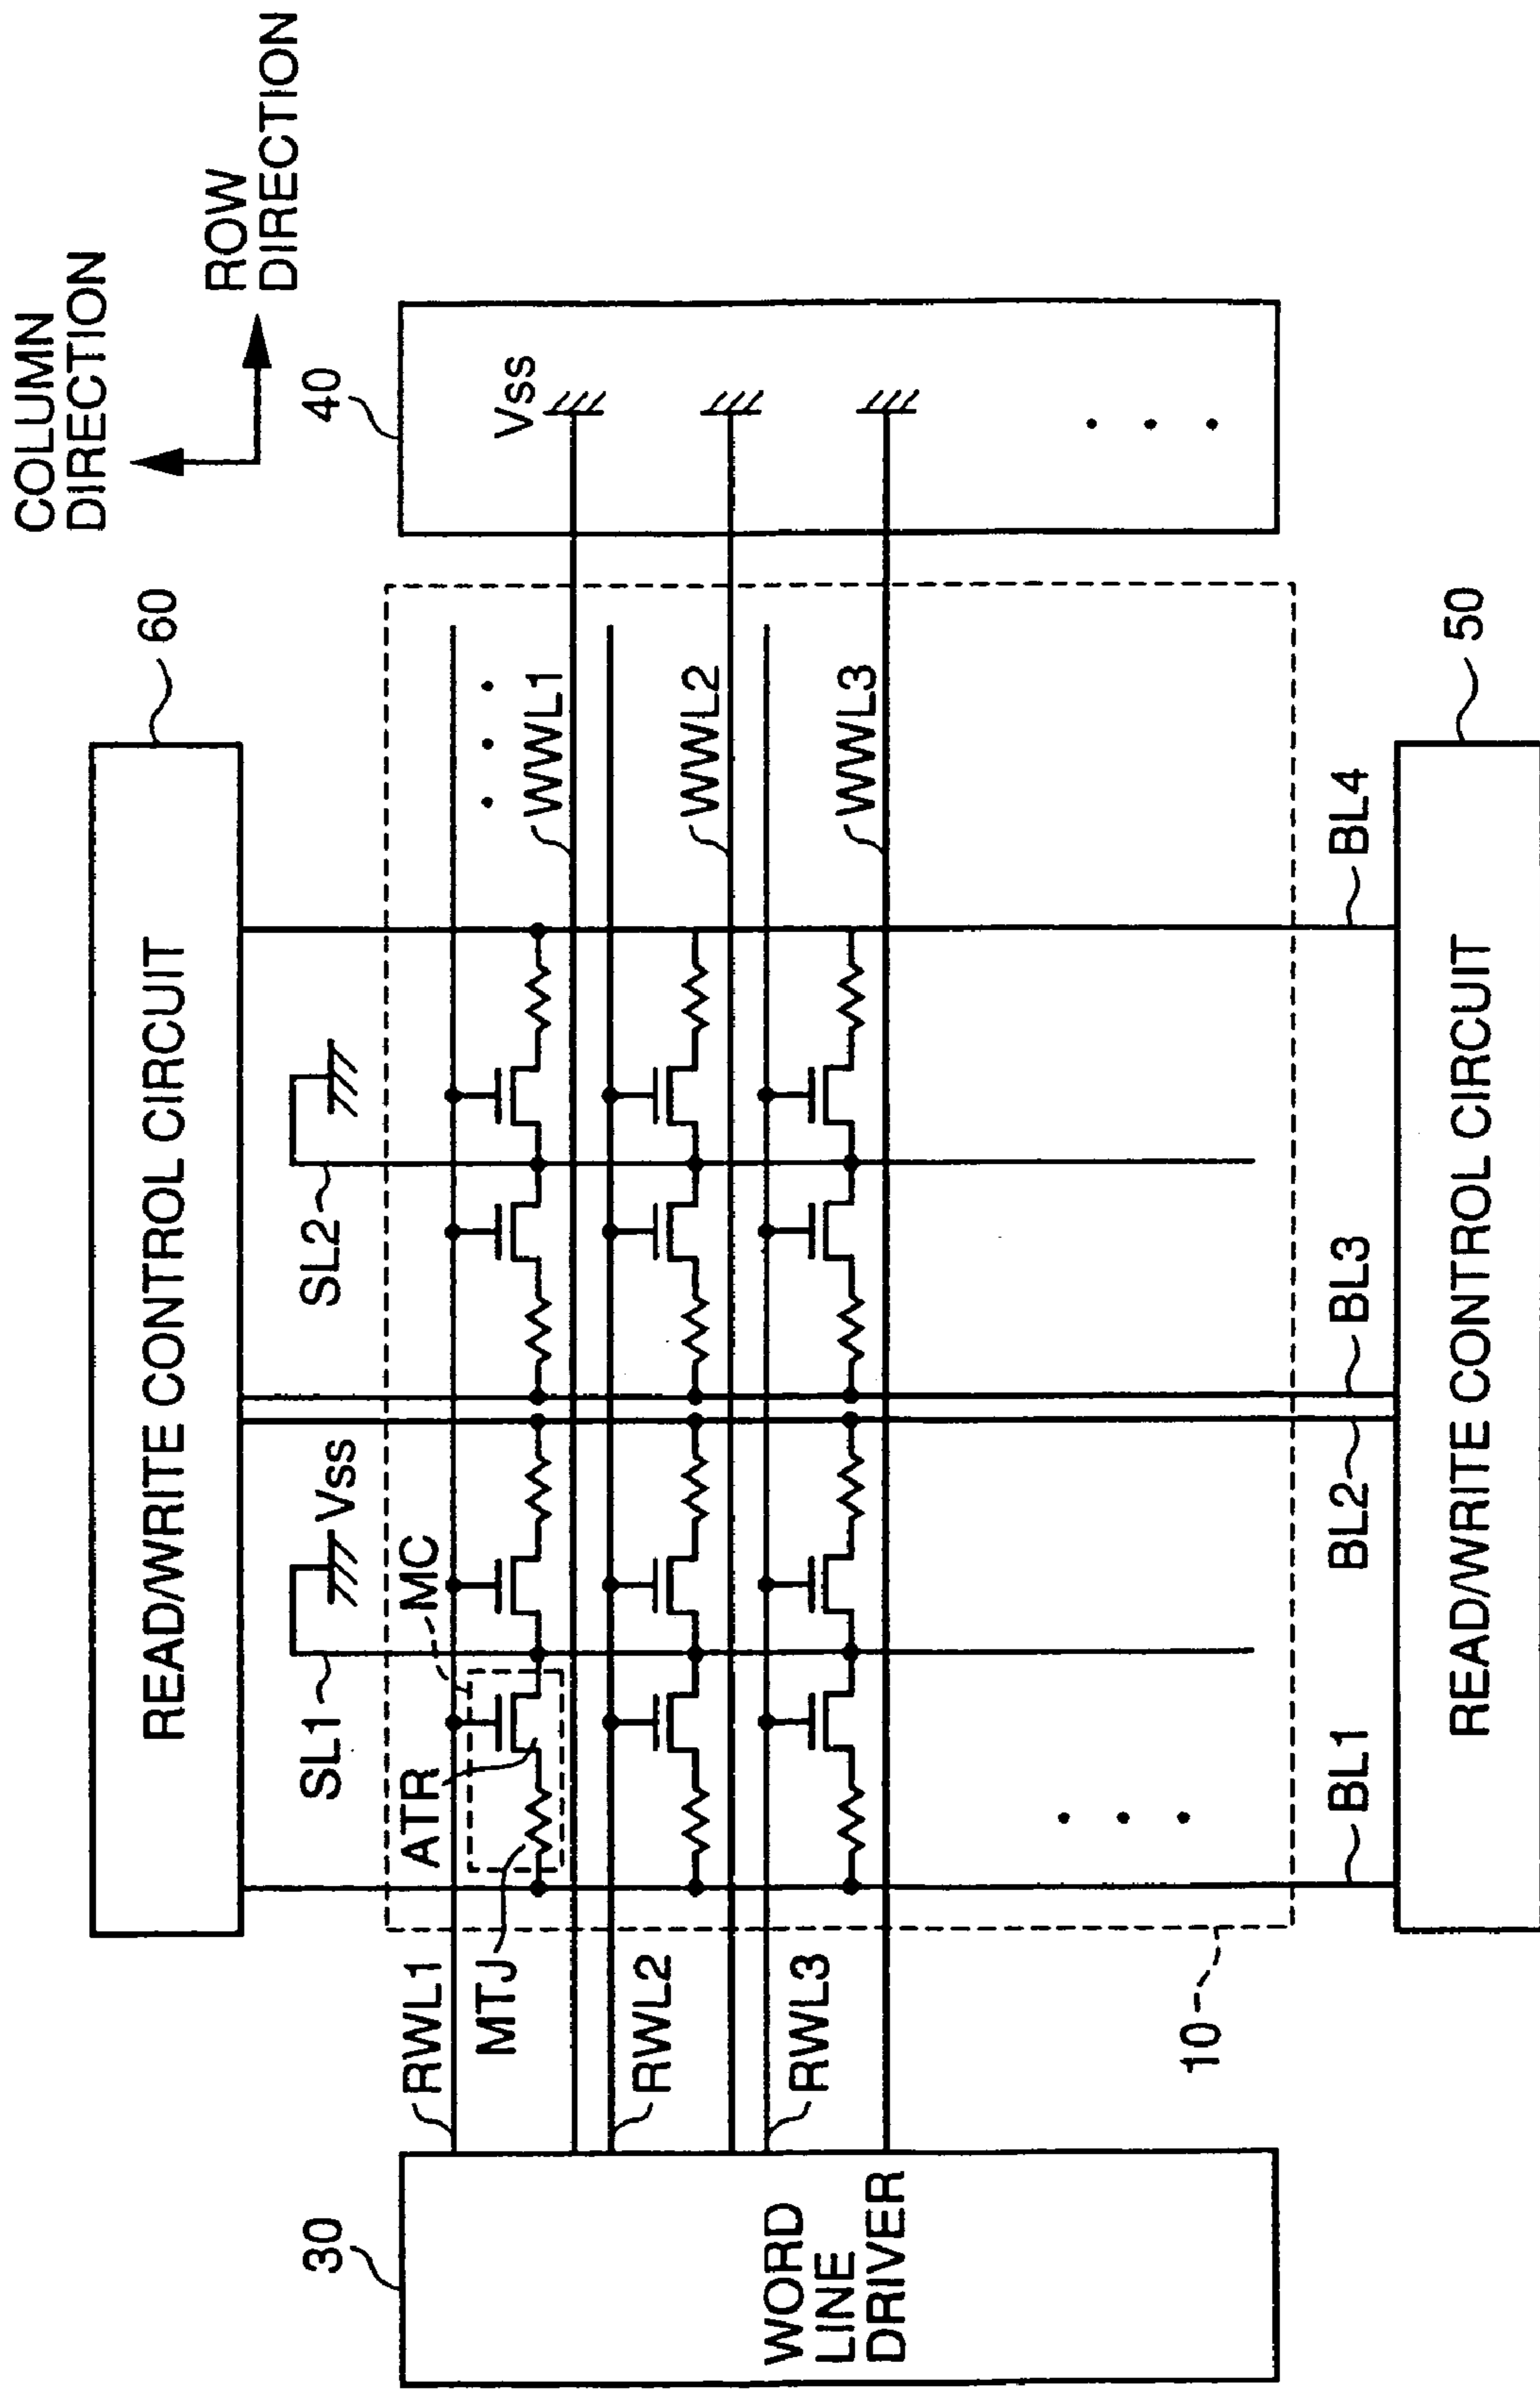 COLUMN
DIRECTION
ROW
DIRECTION
60
READ/WRITE CONTROL CIRCUIT
40
30
SL1
Vss
SL2
Vss
ATR
MC
RWL1
MTJ
WWL1
RWL2
WWL2
RWL3
WWL3
WORD
LINE
DRIVER
10
BL1
BL2
BL3
BL4
50
READ/WRITE CONTROL CIRCUIT